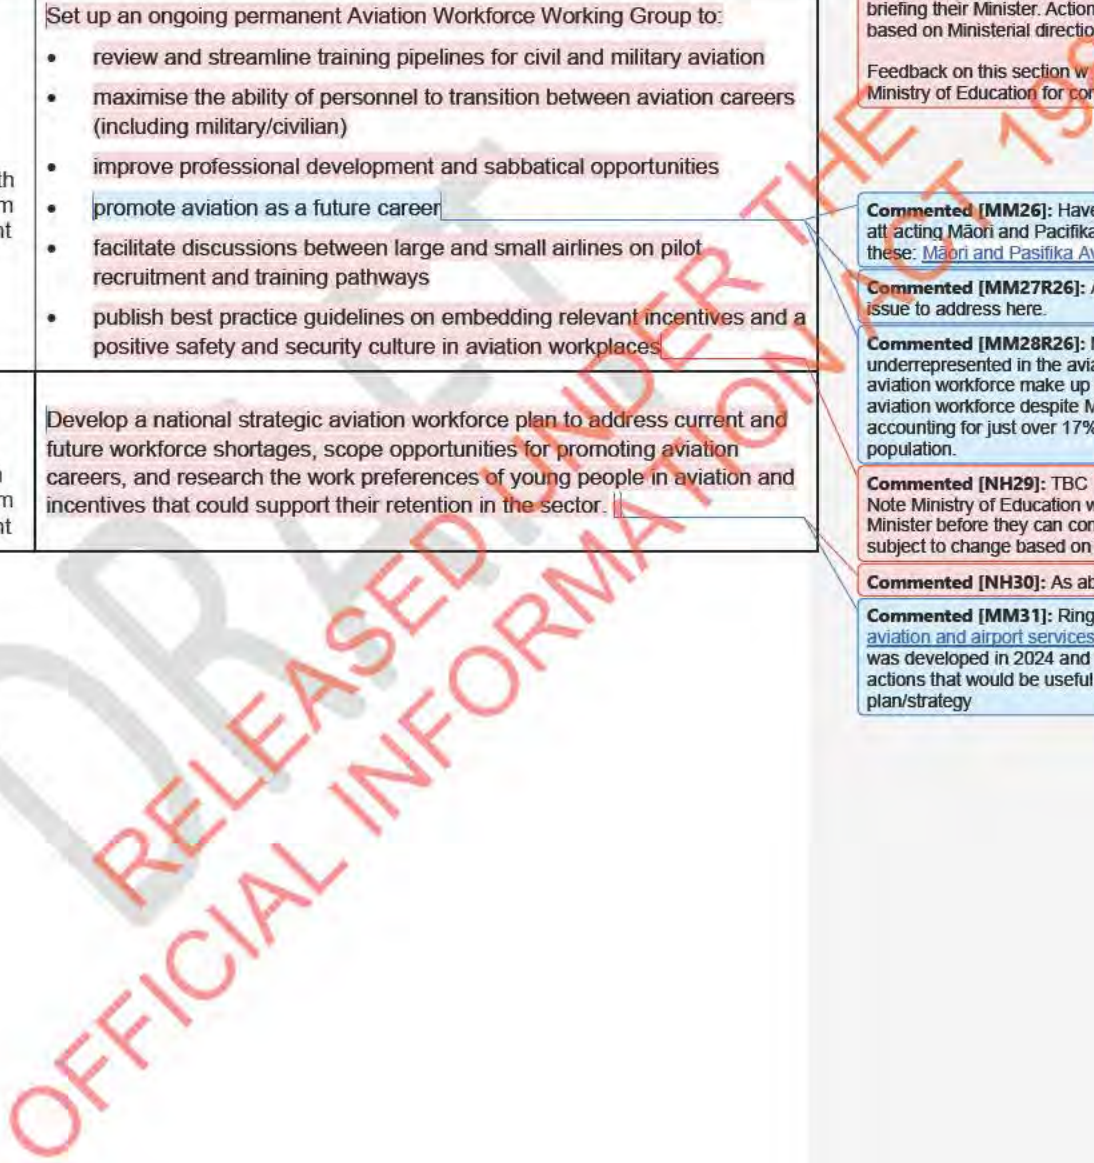 Set up an ongoing permanent Aviation Workforce Working Group to:
• review and streamline training pipelines for civil and military aviation
• maximise the ability of personnel to transition between aviation careers
(including military/civilian)
• improve professional development and sabbatical opportunities
• promote aviation as a future career
• facilitate discussions between large and small airlines on pilot
recruitment and training pathways
• publish best practice guidelines on embedding relevant incentives and a
positive safety and security culture in aviation workplaces
Develop a national strategic aviation workforce plan to address current and
future workforce shortages, scope opportunities for promoting aviation
careers, and research the work preferences of young people in aviation and
incentives that could support their retention in the sector.
briefing their Minister. Action
based on Ministerial directio
Feedback on this section w
Ministry of Education for con
Commented [MM26]: Have
att acting Māori and Pacifika
these: Māori and Pasifika Av
Commented [MM27R26]: A
issue to address here.
Commented [MM28R26]: M
underrepresented in the avia
aviation workforce make up
aviation workforce despite M
accounting for just over 17%
population.
Commented [NH29]: TBC
Note Ministry of Education w
Minister before they can con
subject to change based on
Commented [NH30]: As ab
Commented [MM31]: Ring
aviation and airport services
was developed in 2024 and
actions that would be useful
plan/strategy
DRAFT
RELEASED UNDER THE
OFFICIAL INFORMATION ACT 198